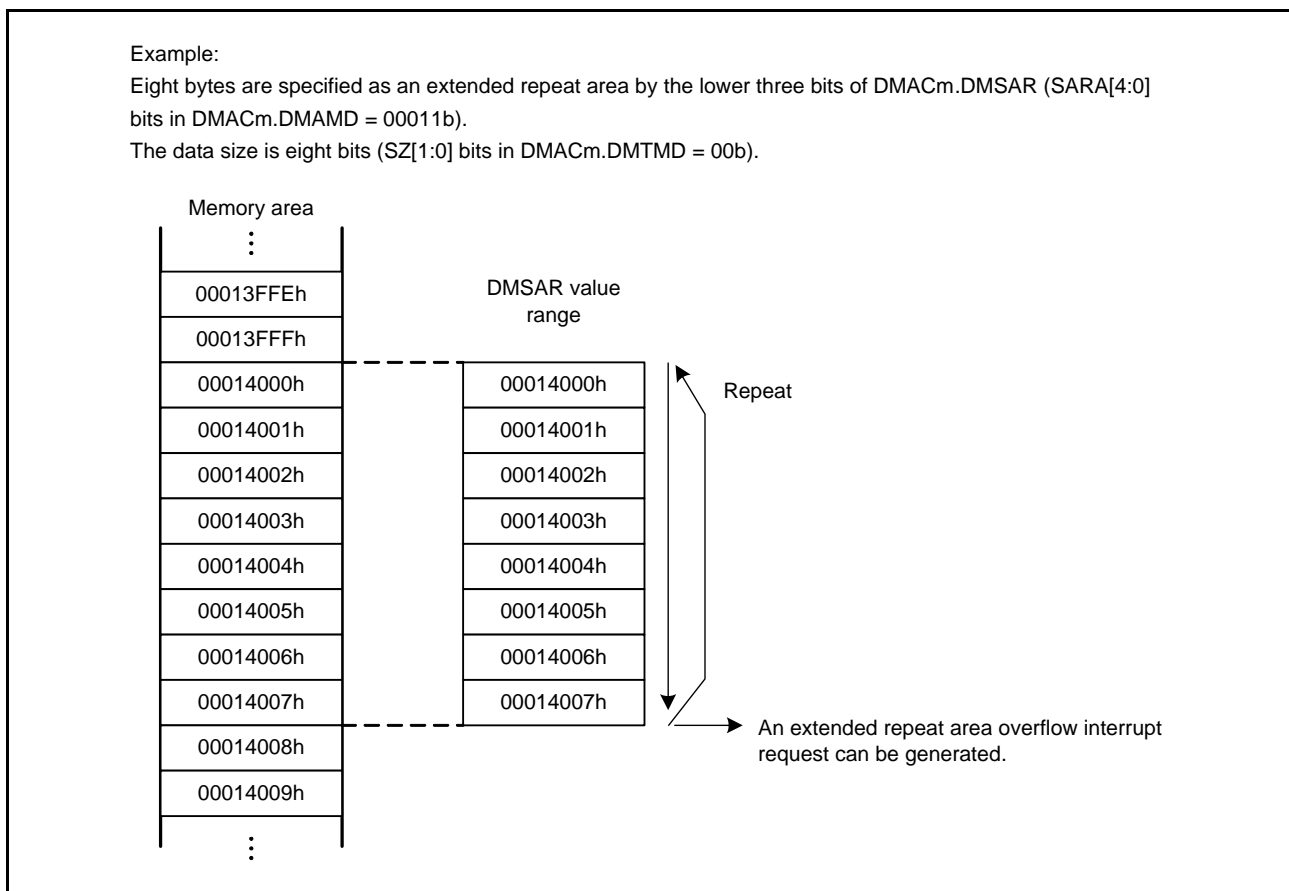 Example:
Eight bytes are specified as an extended repeat area by the lower three bits of DMACm.DMSAR (SARA[4:0]
bits in DMACm.DMAMD = 00011b).
The data size is eight bits (SZ[1:0] bits in DMACm.DMTMD = 00b).
Memory area
00013FFEh
00013FFFh
00014000h
00014001h
00014002h
00014003h
00014004h
00014005h
00014006h
00014007h
00014008h
00014009h
DMSAR value
range
00014000h
00014001h
00014002h
00014003h
00014004h
00014005h
00014006h
00014007h
Repeat
An extended repeat area overflow interrupt
request can be generated.